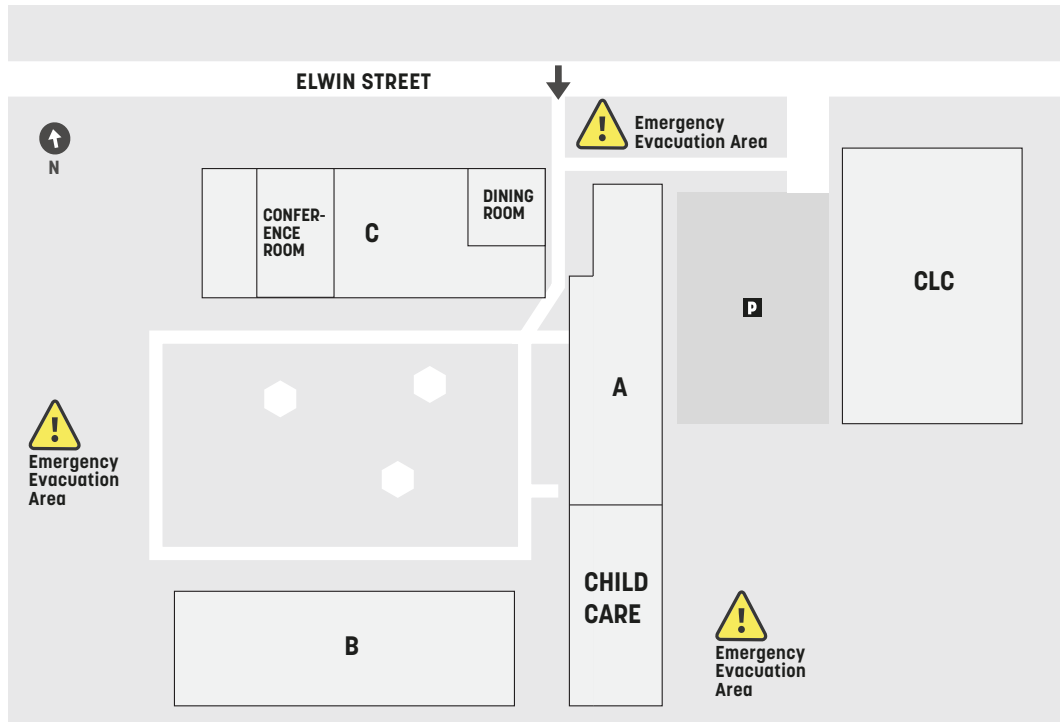 ELWIN STREET
N
Emergency
Evacuation Area
CONFER-
ENCE
ROOM
C
DINING
ROOM
CLC
P
A
Emergency
Evacuation
Area
CHILD
CARE
B
Emergency
Evacuation
Area